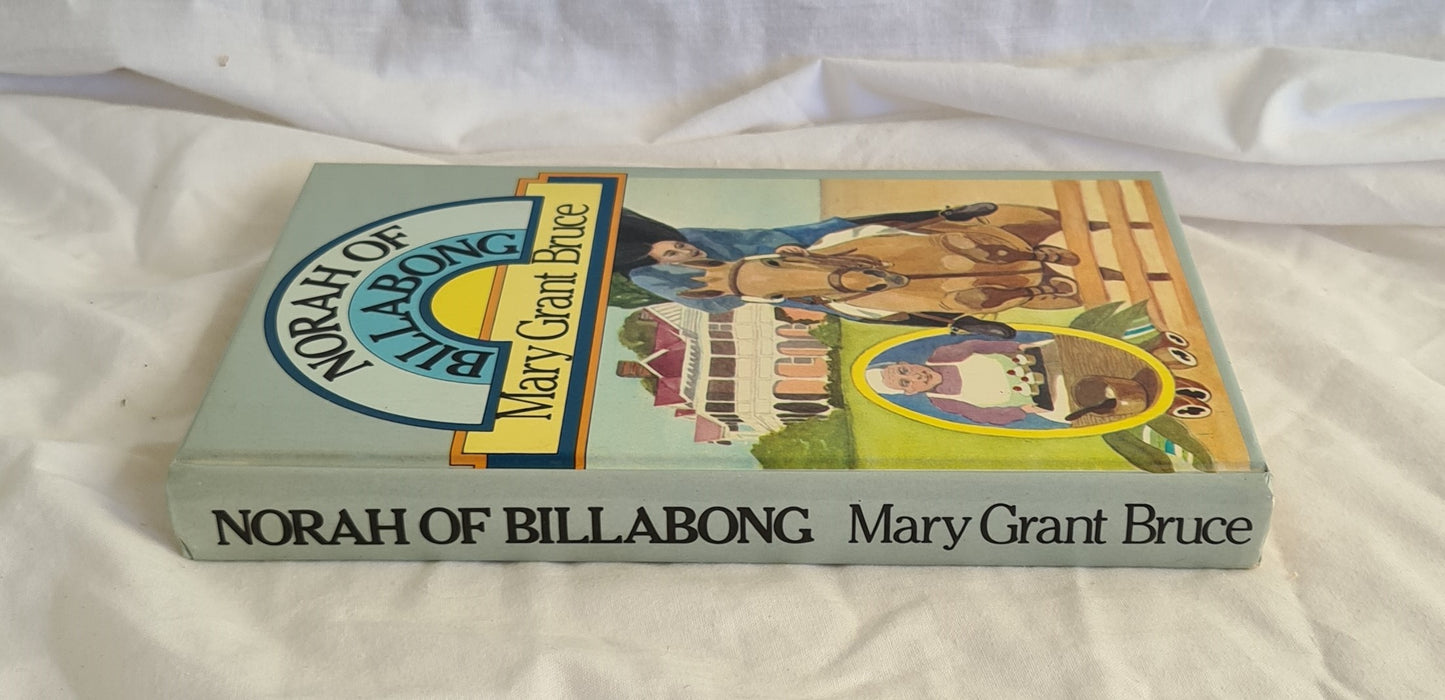 NORAH OF
BILLABONG
Mary Grant Bruce
NORAH OF BILLABONG Mary Grant Bruce